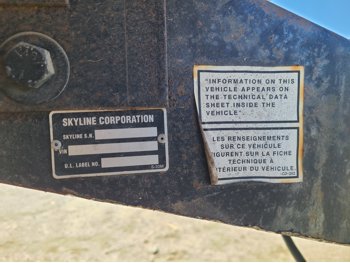 SKYLINE CORPORATION
SKYLINE S.N.
VIN
U.L. LABEL NO.
"INFORMATION ON THIS
VEHICLE APPEARS ON
THE TECHNICAL DATA
SHEET INSIDE THE
VEHICLE".
LES RENSEIGNEMENTS
SUR CE VÉHICULE
FIGURENT SUR LA FICHE
TECHNIQUE À
INTÉRIEUR DU VÉHICULE